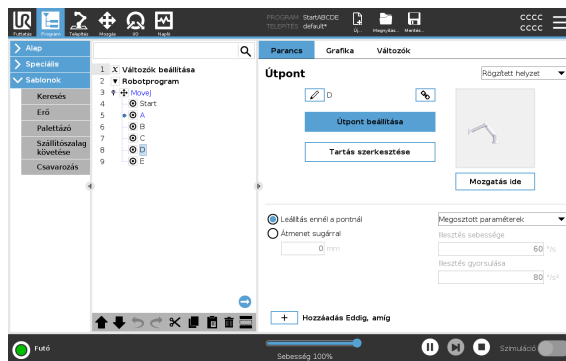 Futtatás Program Telepítés Mozgás I/O Napló
PROGRAM StartABCDE
TELEPÍTÉS default*
Új... Megnyitás... Mentés...
CCCC
CCCC
Alap
Speciális
Sablonok
Keresés
Erő
Palettázó
Szállítószalag
követése
Csavarozás
1 X Változók beállítása
2 Robotprogram
3 MoveJ
4 Start
5 A
6 B
7 C
8 D
9 E
Parancs Grafika Változók
Útpont
Rögzített helyzet
D
Útpont beállítása
Tartás szerkesztése
Mozgatás ide
Leállítás ennél a pontnál
Átmenet sugárral
0 mm
Megosztott paraméterek
Illesztés sebessége
60 °/s
Illesztés gyorsulása
80 °/s²
+ Hozzáadás Eddig, amíg
Futó
Sebesség 100%
Szimuláció